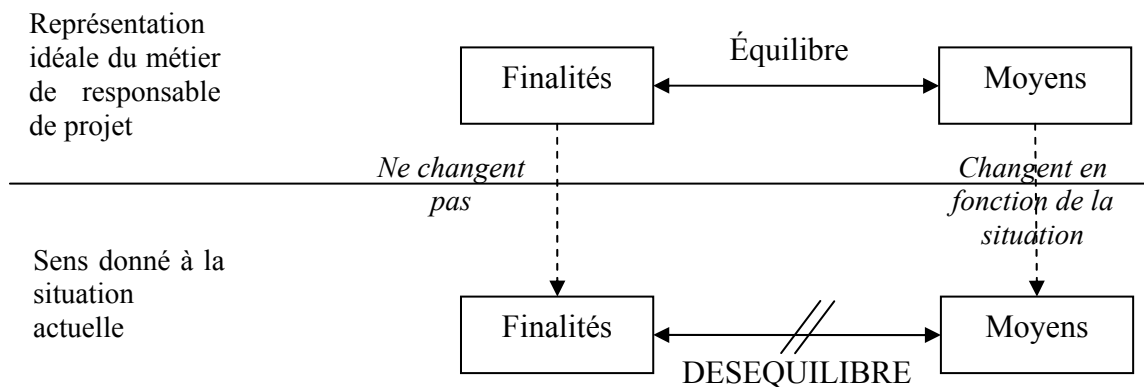 Représentation
idéale du métier
de responsable
de projet
Finalités
Équilibre
Moyens
Ne changent
pas
Changent en
fonction de la
situation
Sens donné à la
situation
actuelle
Finalités
DESEQUILIBRE
Moyens